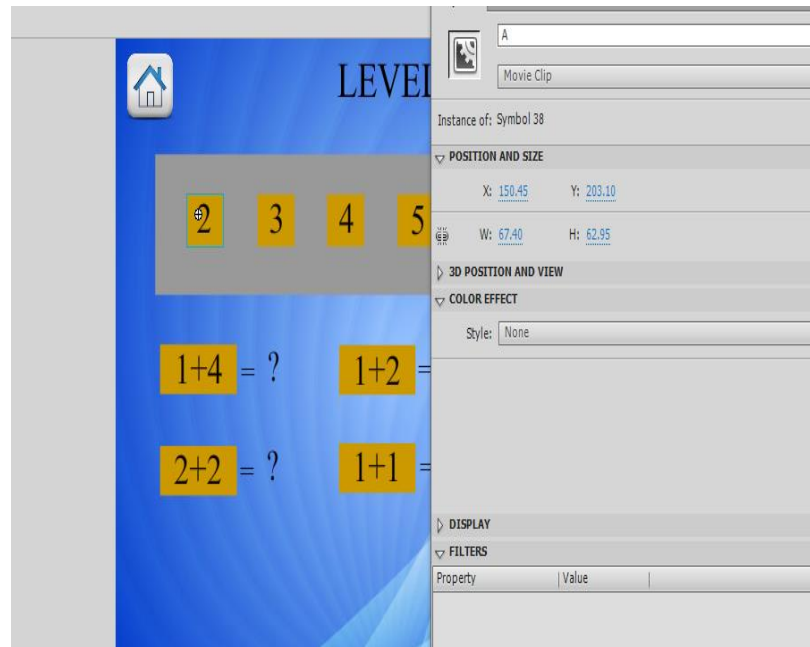 A
LEVEL
Movie Clip
Instance of: Symbol 38
POSITION AND SIZE
X: 150.45 Y: 203.10
2 3 4 5
W: 67.40 H: 62.95
3D POSITION AND VIEW
COLOR EFFECT
Style: None
1+4 = ? 1+2 =
2+2 = ? 1+1 =
DISPLAY
FILTERS
Property Value